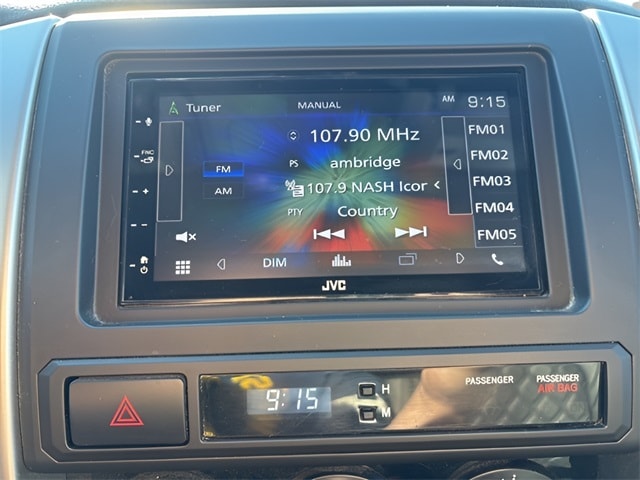 Tuner MANUAL AM 9:15
107.90 MHz FM01
FNC
PS ambridge FM02
FM
107.9 NASH Icor FM03
AM
PTY Country FM04
FM05
DIM
JVC
9:15 H PASSENGER PASSENGER
AIR BAG
M